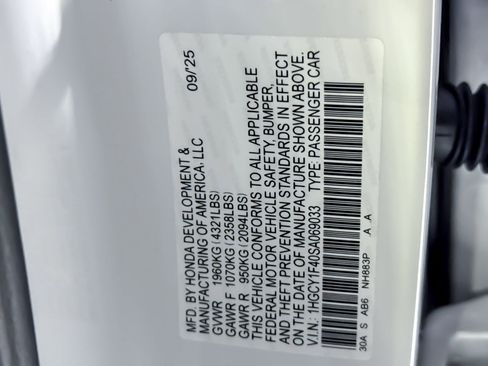 MFD. BY HONDA DEVELOPMENT & 09/'25
MANUFACTURING OF AMERICA, LLC
GVWR 1960KG (4321LBS)
GAWR F 1070KG (2358LBS)
GAWR R 950KG (2094LBS)
THIS VEHICLE CONFORMS TO ALL APPLICABLE
FEDERAL MOTOR VEHICLE SAFETY, BUMPER,
AND THEFT PREVENTION STANDARDS IN EFFECT
ON THE DATE OF MANUFACTURE SHOWN ABOVE.
V.I.N.: 1HGCY1F40SA069033 TYPE: PASSENGER CAR
30A S AB6 NH883P A A